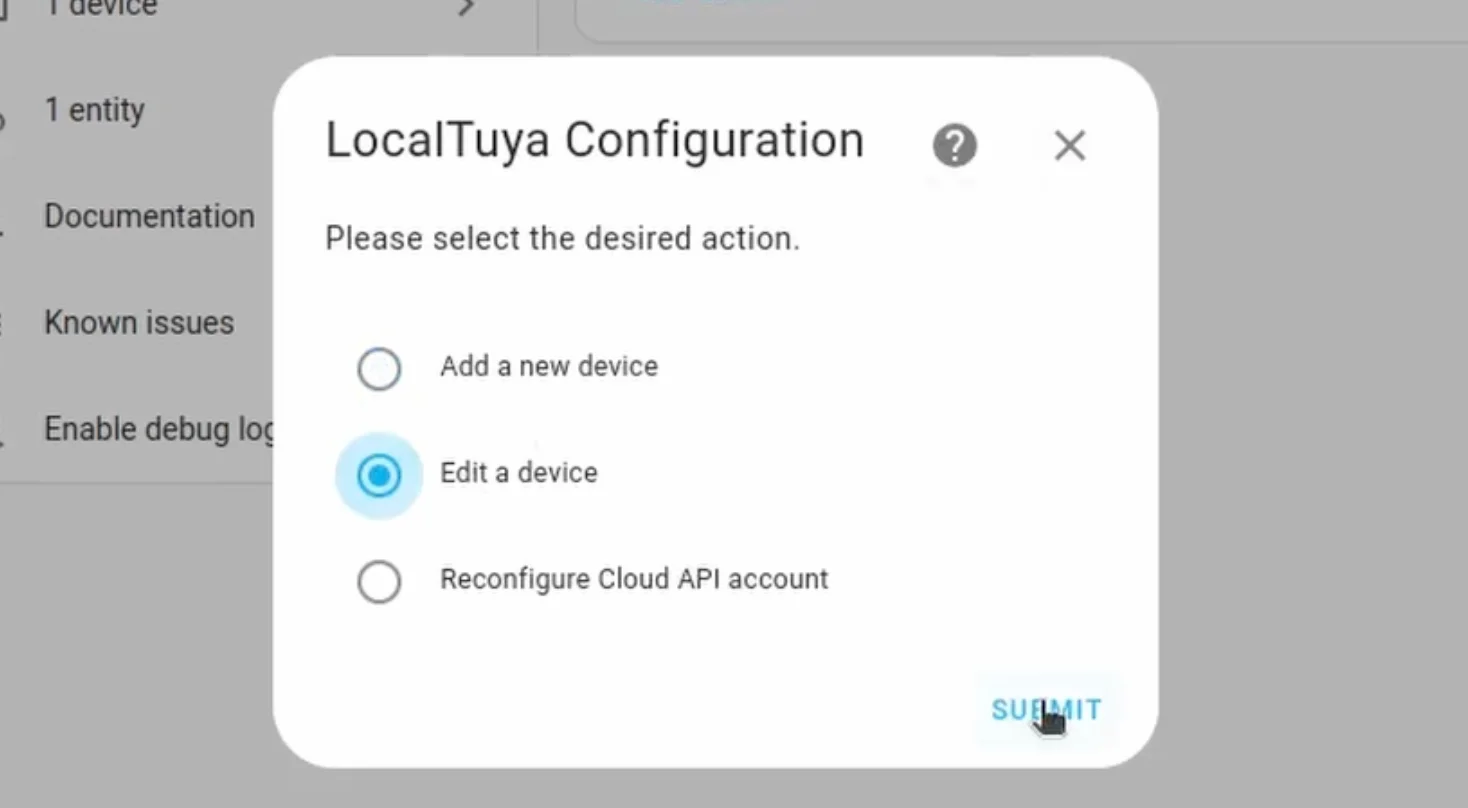 1 device
1 entity
Documentation
Known issues
Enable debug log
LocalTuya Configuration
Please select the desired action.
Add a new device
Edit a device
Reconfigure Cloud API account
SUBMIT